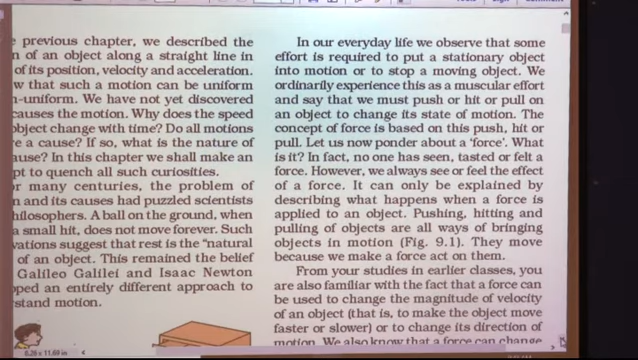 e previous chapter, we described the
n of an object along a straight line in
of its position, velocity and acceleration.
w that such a motion can be uniform
n-uniform. We have not yet discovered
causes the motion. Why does the speed
object change with time? Do all motions
e a cause? If so, what is the nature of
ause? In this chapter we shall make an
pt to quench all such curiosities.
r many centuries, the problem of
n and its causes had puzzled scientists
hilosophers. A ball on the ground, when
a small hit, does not move forever. Such
vations suggest that rest is the “natural
of an object. This remained the belief
Galileo Galilei and Isaac Newton
ped an entirely different approach to
stand motion.
8.26 x 11.69 in
In our everyday life we observe that some
effort is required to put a stationary object
into motion or to stop a moving object. We
ordinarily experience this as a muscular effort
and say that we must push or hit or pull on
an object to change its state of motion. The
concept of force is based on this push, hit or
pull. Let us now ponder about a ‘force’. What
is it? In fact, no one has seen, tasted or felt a
force. However, we always see or feel the effect
of a force. It can only be explained by
describing what happens when a force is
applied to an object. Pushing, hitting and
pulling of objects are all ways of bringing
objects in motion (Fig. 9.1). They move
because we make a force act on them.
From your studies in earlier classes, you
are also familiar with the fact that a force can
be used to change the magnitude of velocity
of an object (that is, to make the object move
faster or slower) or to change its direction of
motion. We also know that a force can change